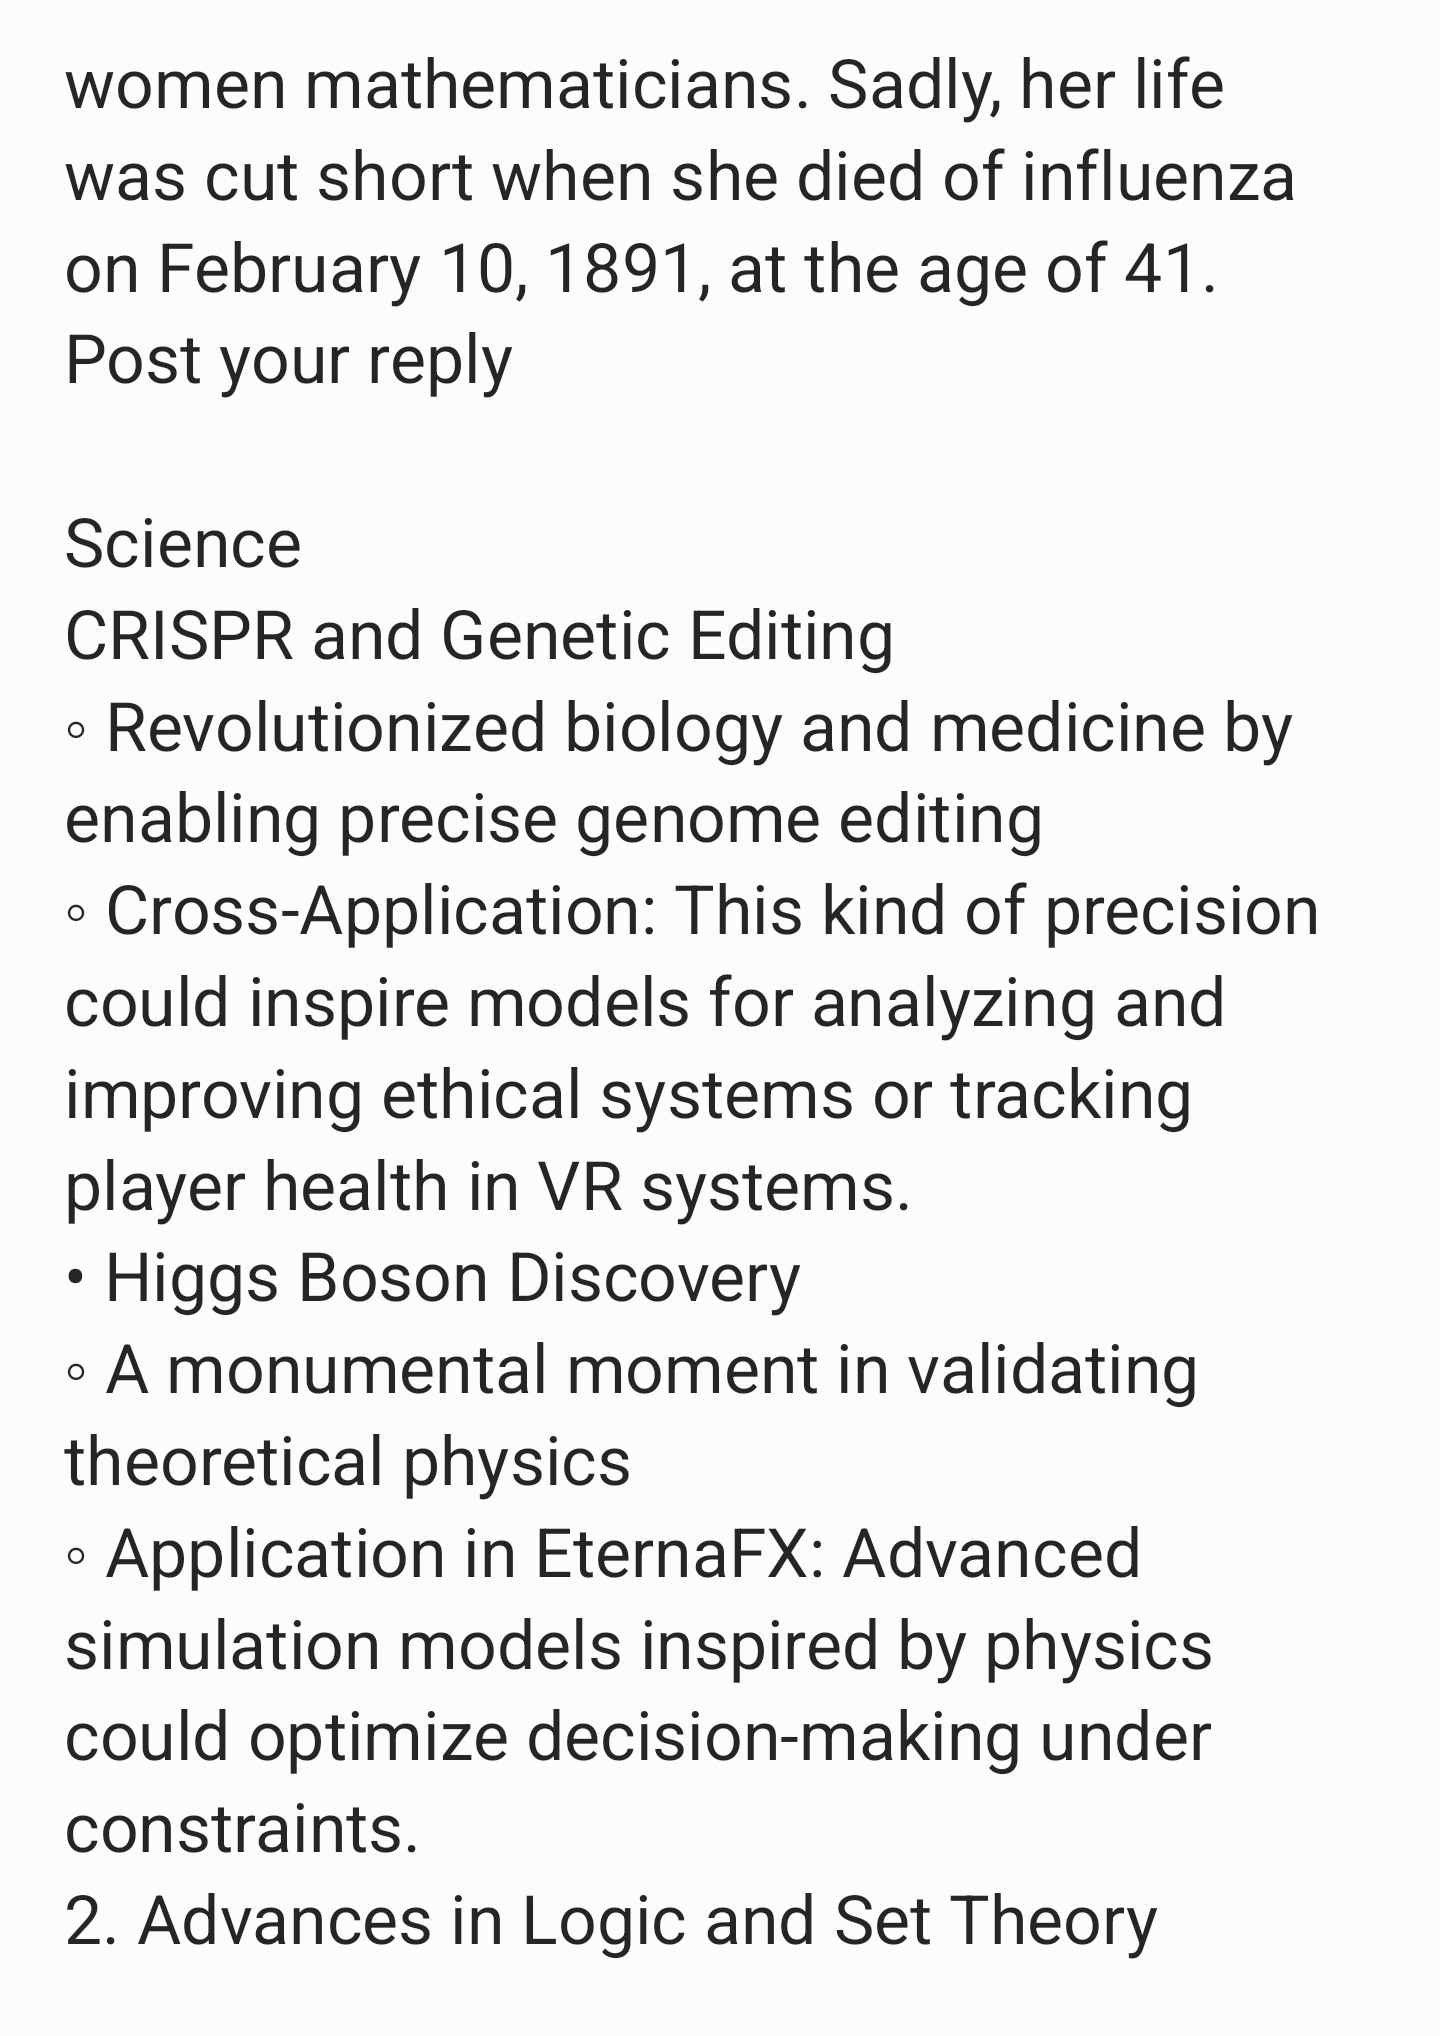 women mathematicians. Sadly, her life
was cut short when she died of influenza
on February 10, 1891, at the age of 41.
Post your reply
Science
CRISPR and Genetic Editing
◦ Revolutionized biology and medicine by
enabling precise genome editing
◦ Cross-Application: This kind of precision
could inspire models for analyzing and
improving ethical systems or tracking
player health in VR systems.
• Higgs Boson Discovery
◦ A monumental moment in validating
theoretical physics
◦ Application in EternaFX: Advanced
simulation models inspired by physics
could optimize decision-making under
constraints.
2. Advances in Logic and Set Theory